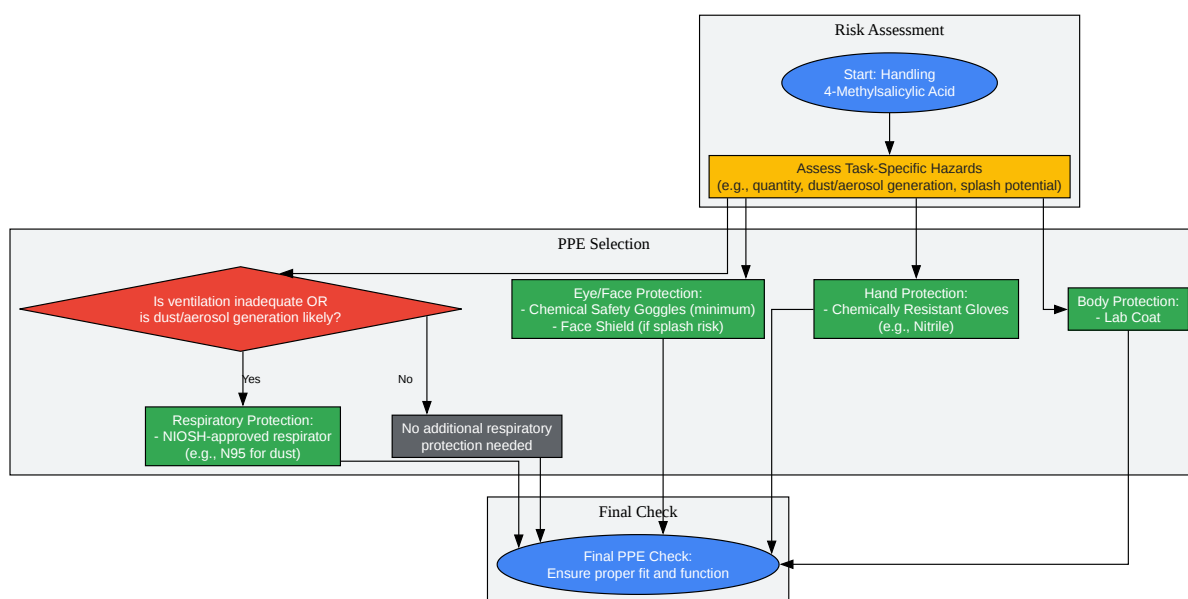 Risk Assessment
Start: Handling
4-Methylsalicylic Acid
Assess Task-Specific Hazards
(e.g., quantity, dust/aerosol generation, splash potential)
PPE Selection
Is ventilation inadequate OR
is dust/aerosol generation likely?
Eye/Face Protection:
- Chemical Safety Goggles (minimum)
- Face Shield (if splash risk)
Hand Protection:
- Chemically Resistant Gloves
(e.g., Nitrile)
Body Protection:
- Lab Coat
Yes
No
Respiratory Protection:
- NIOSH-approved respirator
(e.g., N95 for dust)
No additional respiratory
protection needed
Final Check
Final PPE Check:
Ensure proper fit and function